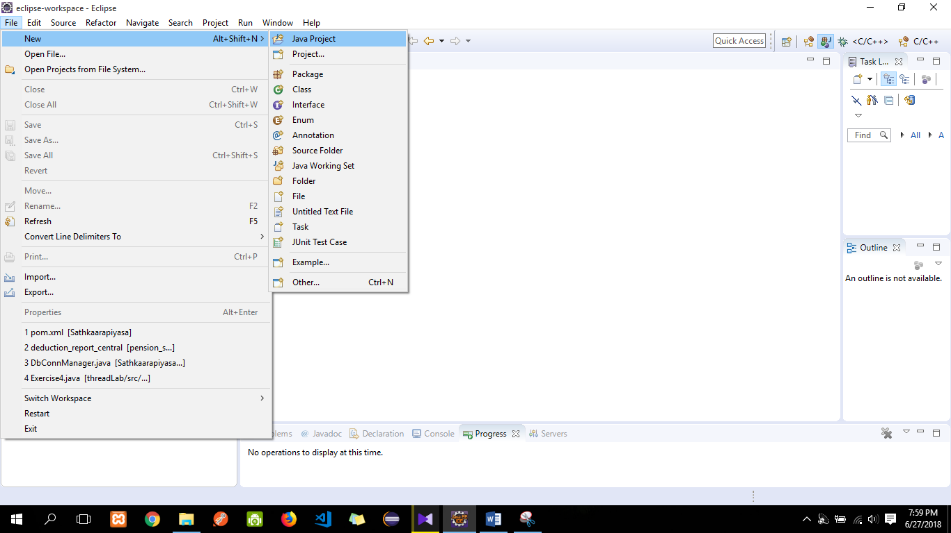 eclipse-workspace - Eclipse
File Edit Source Refactor Navigate Search Project Run Window Help
Quick Access <C/C++> C/C++
New Alt+Shift+N
Open File...
Open Projects from File System...
Close Ctrl+W
Close All Ctrl+Shift+W
Save Ctrl+S
Save As...
Save All Ctrl+Shift+S
Revert
Move...
Rename... F2
Refresh F5
Convert Line Delimiters To
Print... Ctrl+P
Import...
Export...
Properties Alt+Enter
1 pom.xml [Sathkaarapiyasa]
2 deduction_report_central [pension_s...]
3 DbConnManager.java [Sathkaarapiyasa...]
4 Exercise4.java [threadLab/src/...]
Switch Workspace
Restart
Exit
Java Project
Project...
Package
Class
Interface
Enum
Annotation
Source Folder
Java Working Set
Folder
File
Untitled Text File
Task
JUnit Test Case
Example...
Other... Ctrl+N
Task L...
Find All A
Outline
An outline is not available.
Javadoc Declaration Console Progress Servers
No operations to display at this time.
7:59 PM
6/27/2018